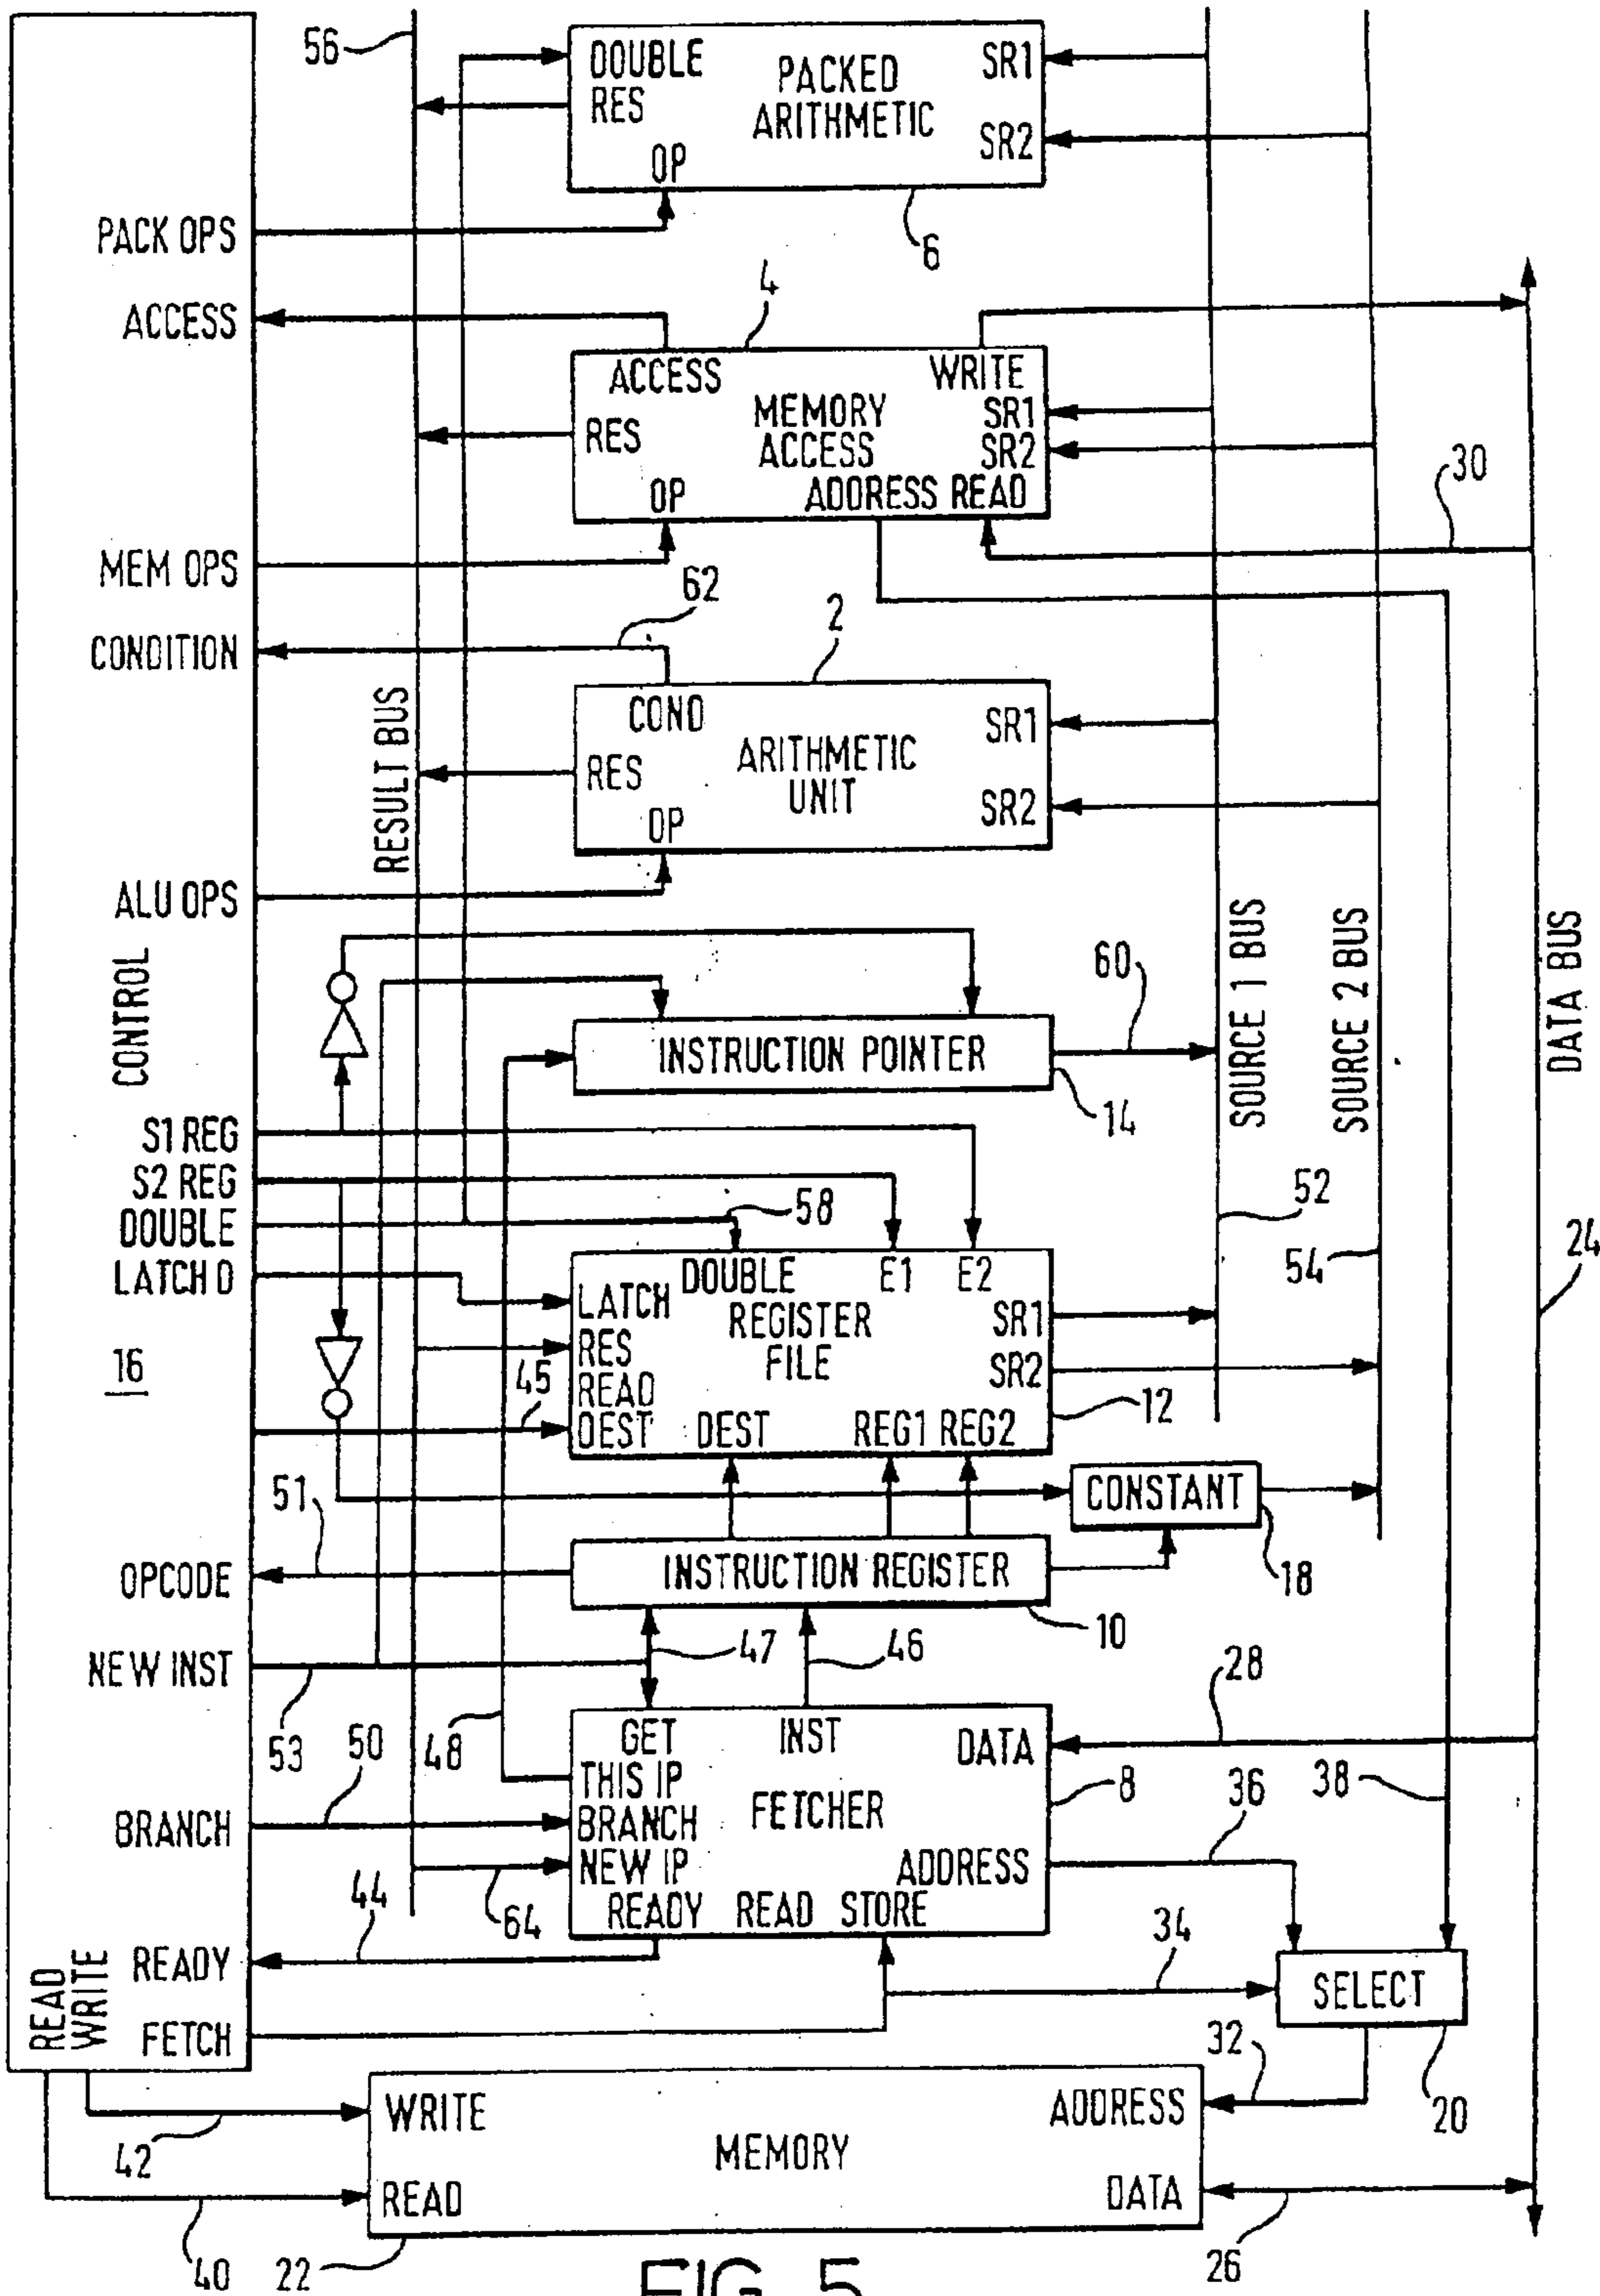 56
DOUBLE
RES
OP
PACKED
ARITHMETIC
SR1
SR2
6
PACK OPS
ACCESS
4
ACCESS
WRITE
RES
MEMORY
ACCESS
SR1
SR2
OP
ADDRESS READ
30
MEM OPS
62
2
CONDITION
COND
RES
OP
ARITHMETIC
UNIT
SR1
SR2
RESULT BUS
ALU OPS
CONTROL
60
INSTRUCTION POINTER
14
SOURCE 1 BUS
SOURCE 2 BUS
DATA BUS
S1 REG
S2 REG
DOUBLE
LATCH D
58
52
54
24
16
DOUBLE
E1
E2
LATCH
RES
READ
DEST
REGISTER
FILE
SR1
SR2
45
DEST
REG1 REG2
12
51
CONSTANT
18
OPCODE
INSTRUCTION REGISTER
10
NEW INST
47
46
28
53
50
48
GET
INST
DATA
THIS IP
BRANCH
NEW IP
FETCHER
ADDRESS
READY
READ
STORE
8
36
38
BRANCH
44
64
34
READY
READ
WRITE
FETCH
SELECT
32
20
WRITE
ADDRESS
MEMORY
READ
DATA
42
40
22
26
FIG. 5